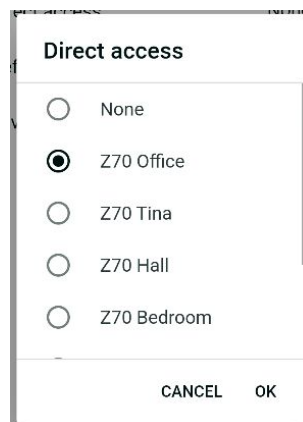 Direct access
None
Z70 Office
Z70 Tina
Z70 Hall
Z70 Bedroom
CANCEL OK